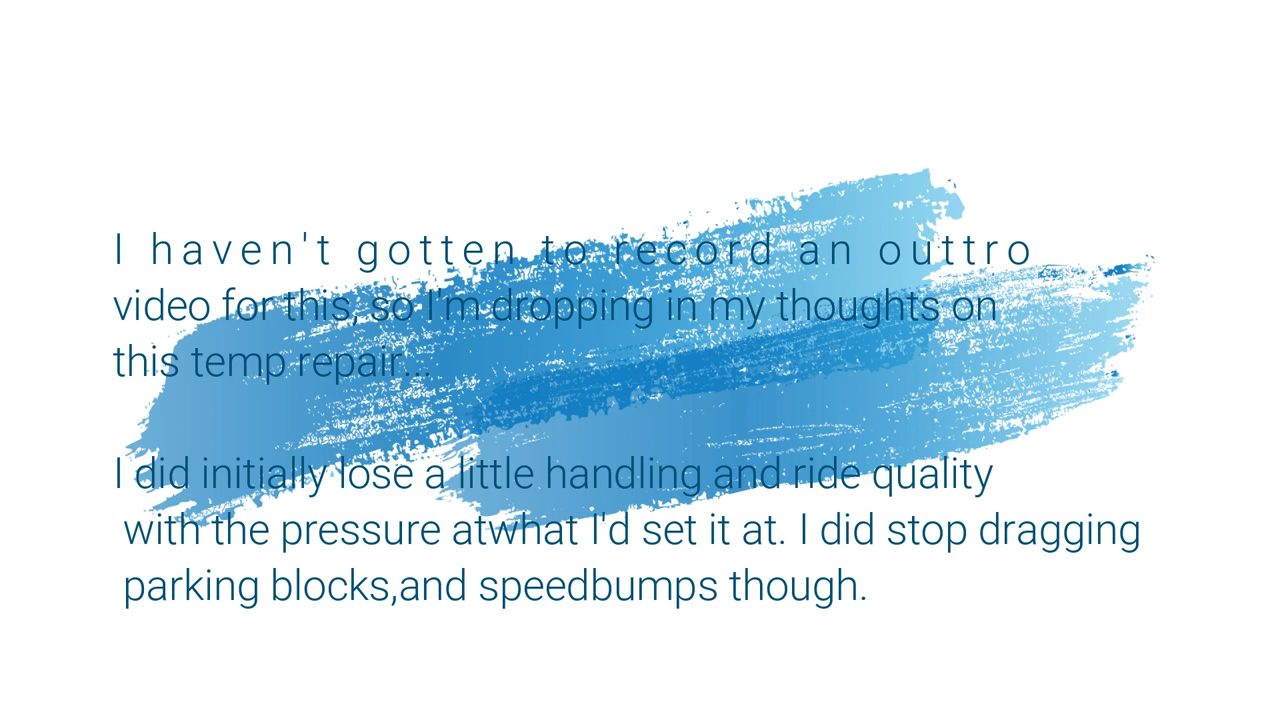 I haven't gotten to record an outtro
video for this, so I'm dropping in my thoughts on
this temp repair...
I did initially lose a little handling and ride quality
with the pressure atwhat I'd set it at. I did stop dragging
parking blocks,and speedbumps though.